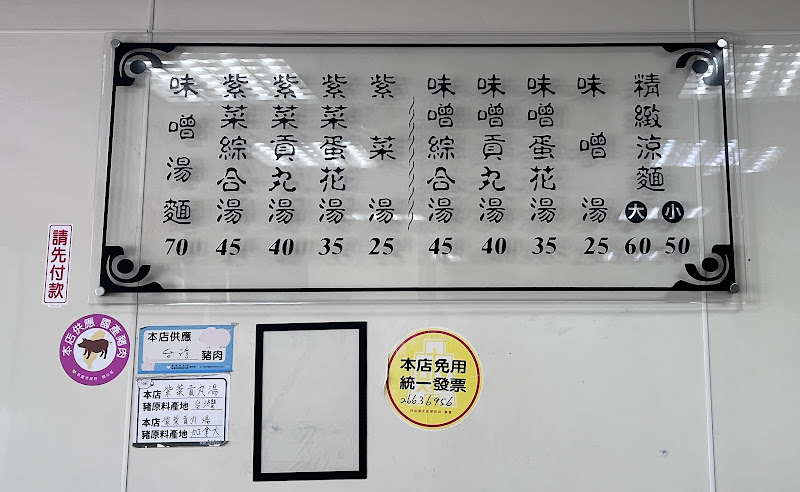 精緻涼麵 大 小 60 50
味噌湯 25
味噌蛋花湯 35
味噌貢丸湯 40
味噌綜合湯 45
紫菜湯 25
紫菜蛋花湯 35
紫菜貢丸湯 40
紫菜綜合湯 45
味噌湯麵 70
請先付款
本店供應 國產豬肉
本店供應
台灣 豬肉
本店 紫菜貢丸湯
豬原料產地 台灣
本店 紫菜貢丸湯
豬原料產地 加拿大
本店免用
統一發票
26636956